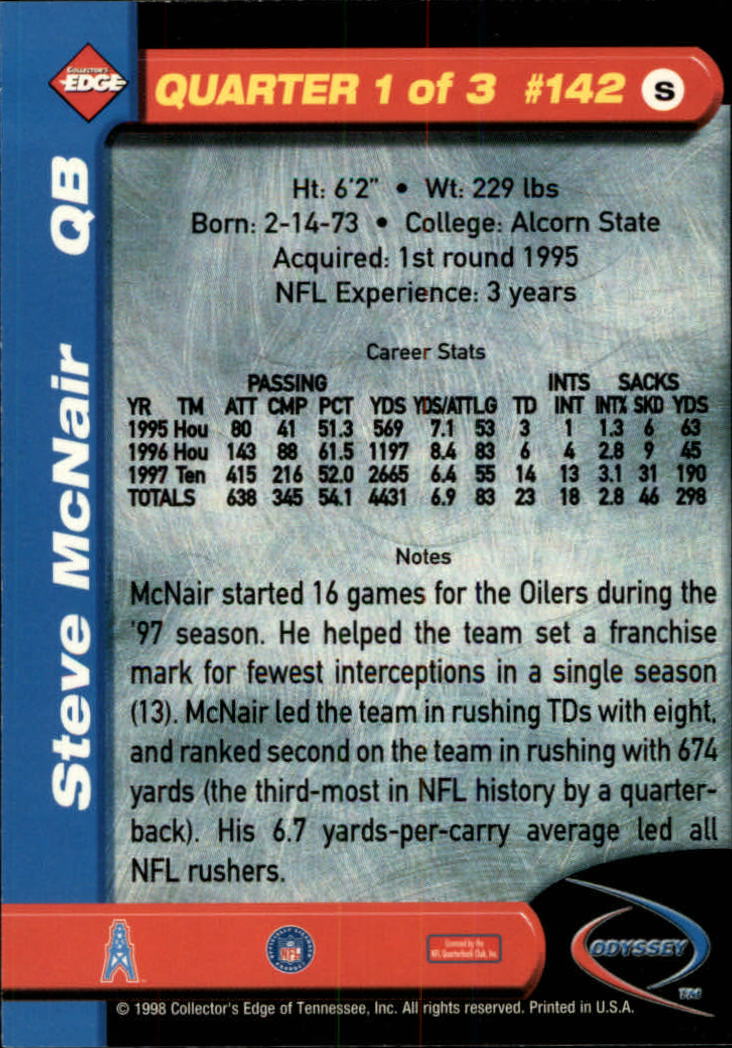 COLLECTOR'S
EDGE
QUARTER 1 of 3 #142 S
Steve McNair QB
Ht: 6'2" • Wt: 229 lbs
Born: 2-14-73 • College: Alcorn State
Acquired: 1st round 1995
NFL Experience: 3 years
Career Stats
PASSING INTS SACKS
YR TM ATT CMP PCT YDS YDS/ATT LG TD INT INT% SKD YDS
1995 Hou 80 41 51.3 569 7.1 53 3 1 1.3 6 63
1996 Hou 143 88 61.5 1197 8.4 83 6 4 2.8 9 45
1997 Ten 415 216 52.0 2665 6.4 55 14 13 3.1 31 190
TOTALS 638 345 54.1 4431 6.9 83 23 18 2.8 46 298
Notes
McNair started 16 games for the Oilers during the
'97 season. He helped the team set a franchise
mark for fewest interceptions in a single season
(13). McNair led the team in rushing TDs with eight,
and ranked second on the team in rushing with 674
yards (the third-most in NFL history by a quarter-
back). His 6.7 yards-per-carry average led all
NFL rushers.
NFL
Licensed by the
NFL Quarterback Club, Inc.
ODYSSEY
TM
© 1998 Collector's Edge of Tennessee, Inc. All rights reserved. Printed in U.S.A.